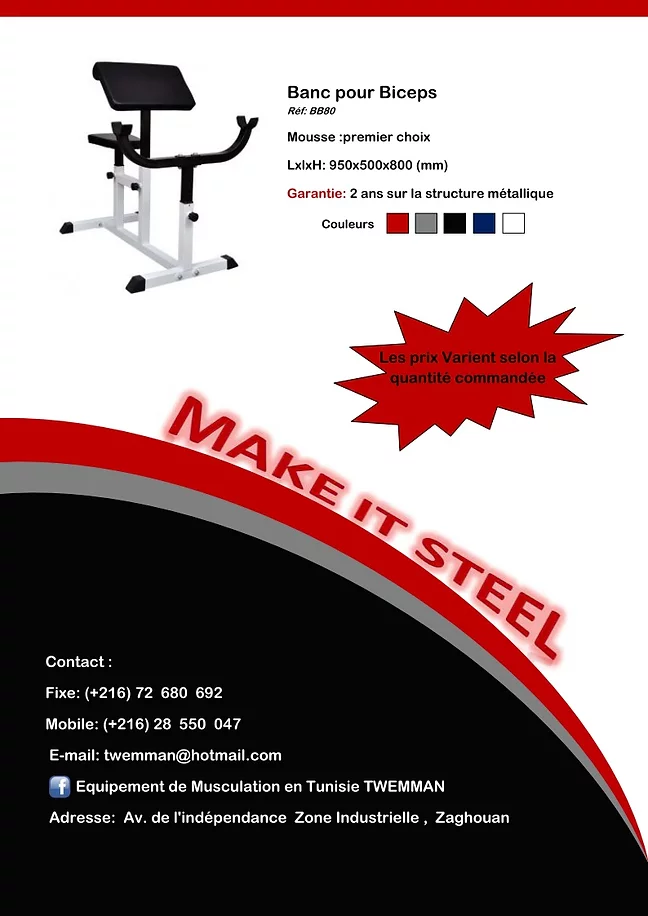 Banc pour Biceps
Réf: BB80
Mousse :premier choix
LxlxH: 950x500x800 (mm)
Garantie: 2 ans sur la structure métallique
Couleurs
Les prix Varient selon la
quantité commandée
MAKE IT STEEL
Contact :
Fixe: (+216) 72 680 692
Mobile: (+216) 28 550 047
E-mail: twemman@hotmail.com
f Equipement de Musculation en Tunisie TWEMMAN
Adresse: Av. de l'indépendance Zone Industrielle , Zaghouan